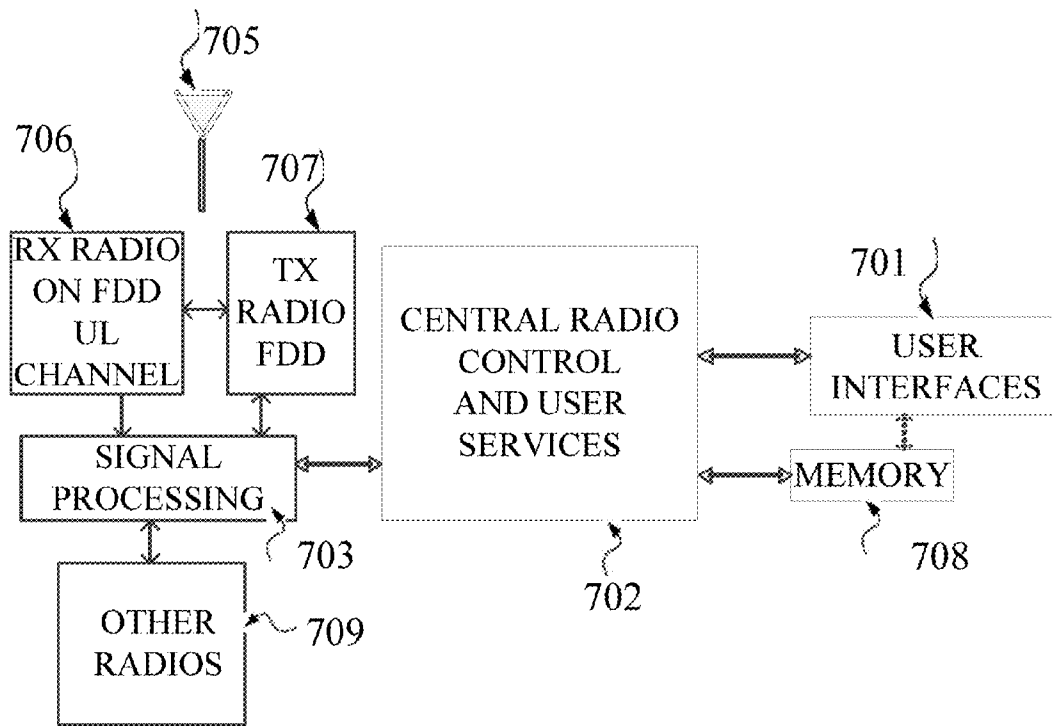 705
706
707
RX RADIO
ON FDD
UL
CHANNEL
TX
RADIO
FDD
CENTRAL RADIO
CONTROL
AND USER
SERVICES
701
USER
INTERFACES
SIGNAL
PROCESSING
MEMORY
703
702
708
OTHER
RADIOS
709